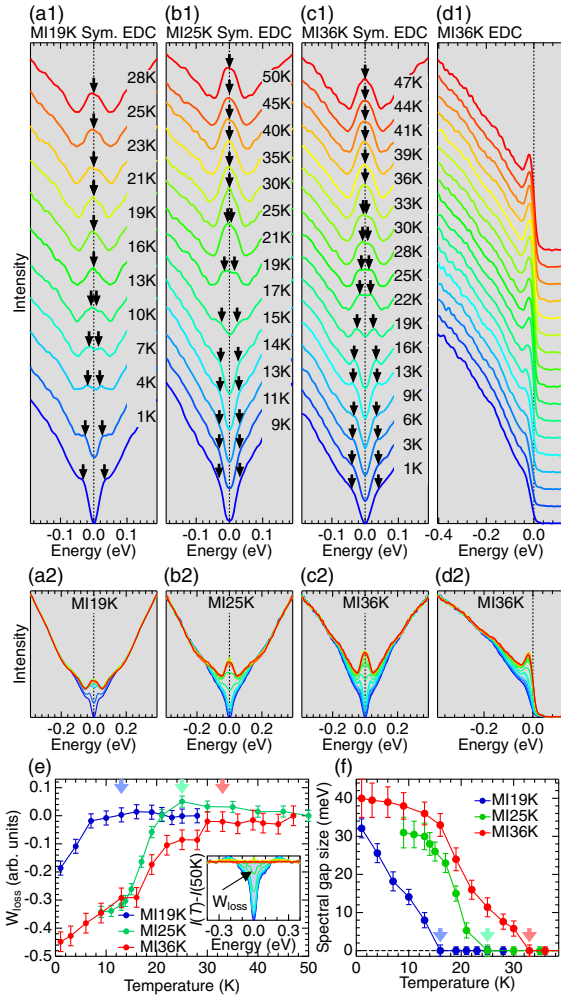 (a1)
MI19K Sym. EDC
28K
25K
23K
21K
19K
16K
13K
10K
7K
4K
1K
Intensity
-0.1 0.0 0.1
Energy (eV)
(b1)
MI25K Sym. EDC
50K
45K
40K
35K
30K
25K
21K
19K
17K
15K
14K
13K
11K
9K
-0.1 0.0 0.1
Energy (eV)
(c1)
MI36K Sym. EDC
47K
44K
41K
39K
36K
33K
30K
28K
25K
22K
19K
16K
13K
9K
6K
3K
1K
-0.1 0.0 0.1
Energy (eV)
(d1)
MI36K EDC
-0.4 -0.2 0.0
Energy (eV)
(a2)
MI19K
Intensity
-0.2 0.0 0.2
Energy (eV)
(b2)
MI25K
-0.2 0.0 0.2
Energy (eV)
(c2)
MI36K
-0.2 0.0 0.2
Energy (eV)
(d2)
MI36K
-0.4 -0.2 0.0
Energy (eV)
(e)
0.1
0.0
-0.1
-0.2
-0.3
-0.4
-0.5
W loss (arb. units)
MI19K
MI25K
MI36K
I(T)-I(50K)
W loss
-0.3 0.0 0.3
Energy (eV)
0 10 20 30 40 50
Temperature (K)
(f)
MI19K
MI25K
MI36K
40
30
20
10
0
Spectral gap size (meV)
0 10 20 30
Temperature (K)